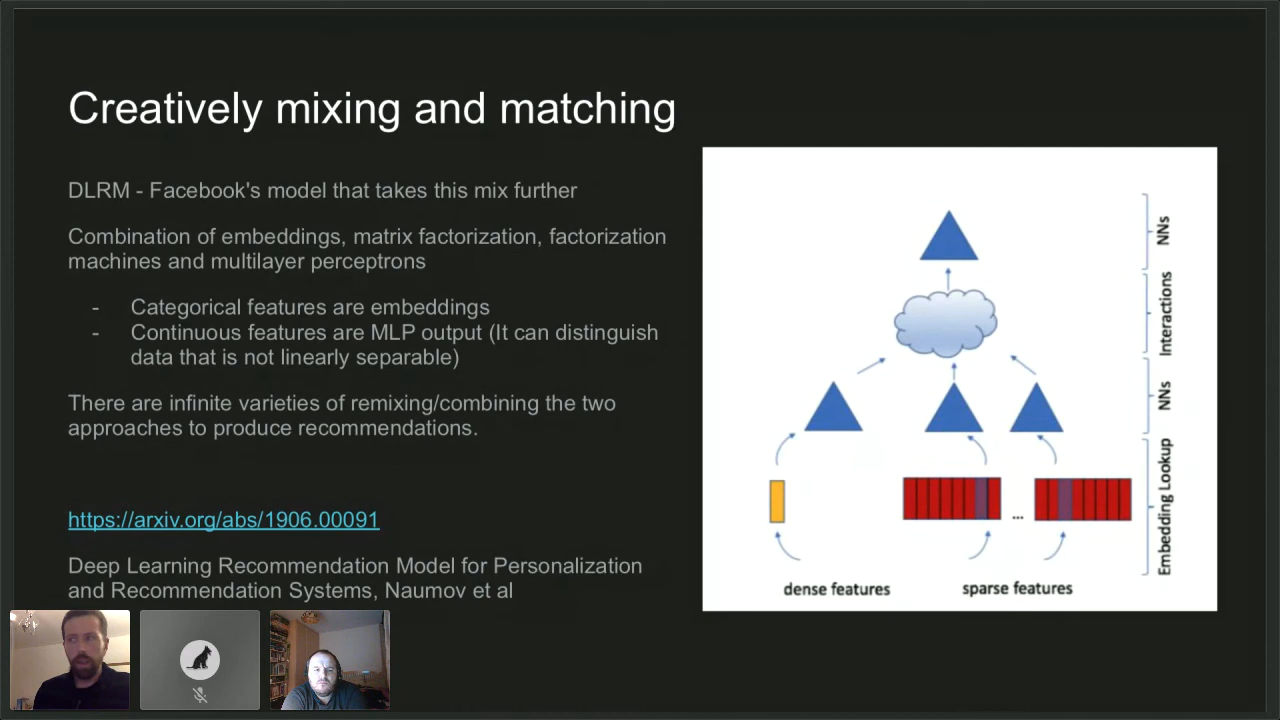 Creatively mixing and matching
DLRM - Facebook's model that takes this mix further
Combination of embeddings, matrix factorization, factorization
machines and multilayer perceptrons
- Categorical features are embeddings
- Continuous features are MLP output (It can distinguish
data that is not linearly separable)
There are infinite varieties of remixing/combining the two
approaches to produce recommendations.
https://arxiv.org/abs/1906.00091
Deep Learning Recommendation Model for Personalization
and Recommendation Systems, Naumov et al
NNs
Interactions
NNs
Embedding Lookup
...
dense features
sparse features